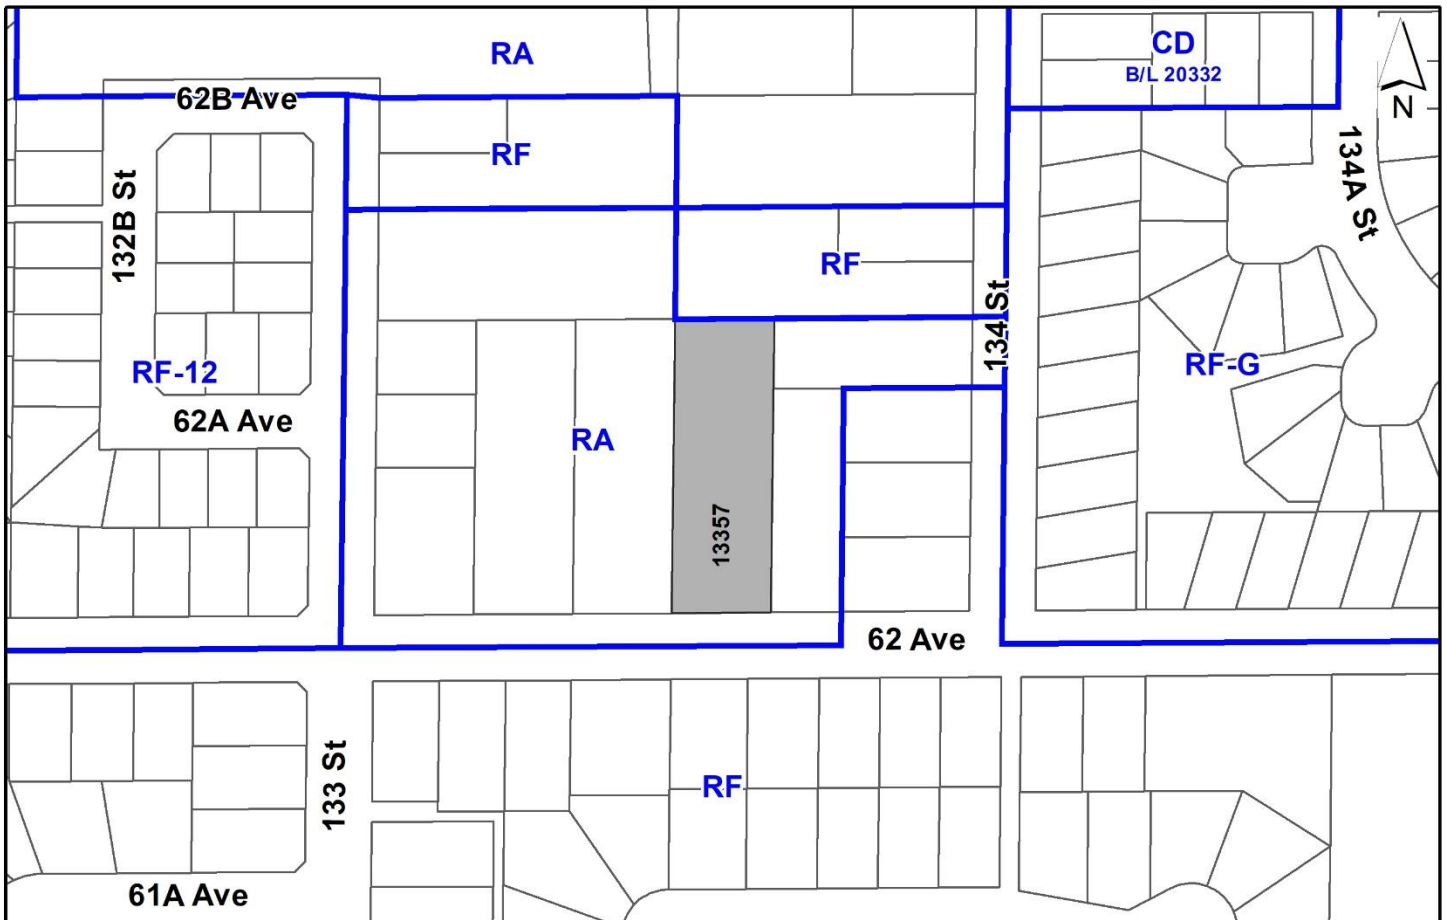 RA
CD
B/L 20332
62B Ave
N
RF
134A St
132B St
RF
134 St
RF-12
RF-G
62A Ave
RA
13357
62 Ave
133 St
RF
61A Ave